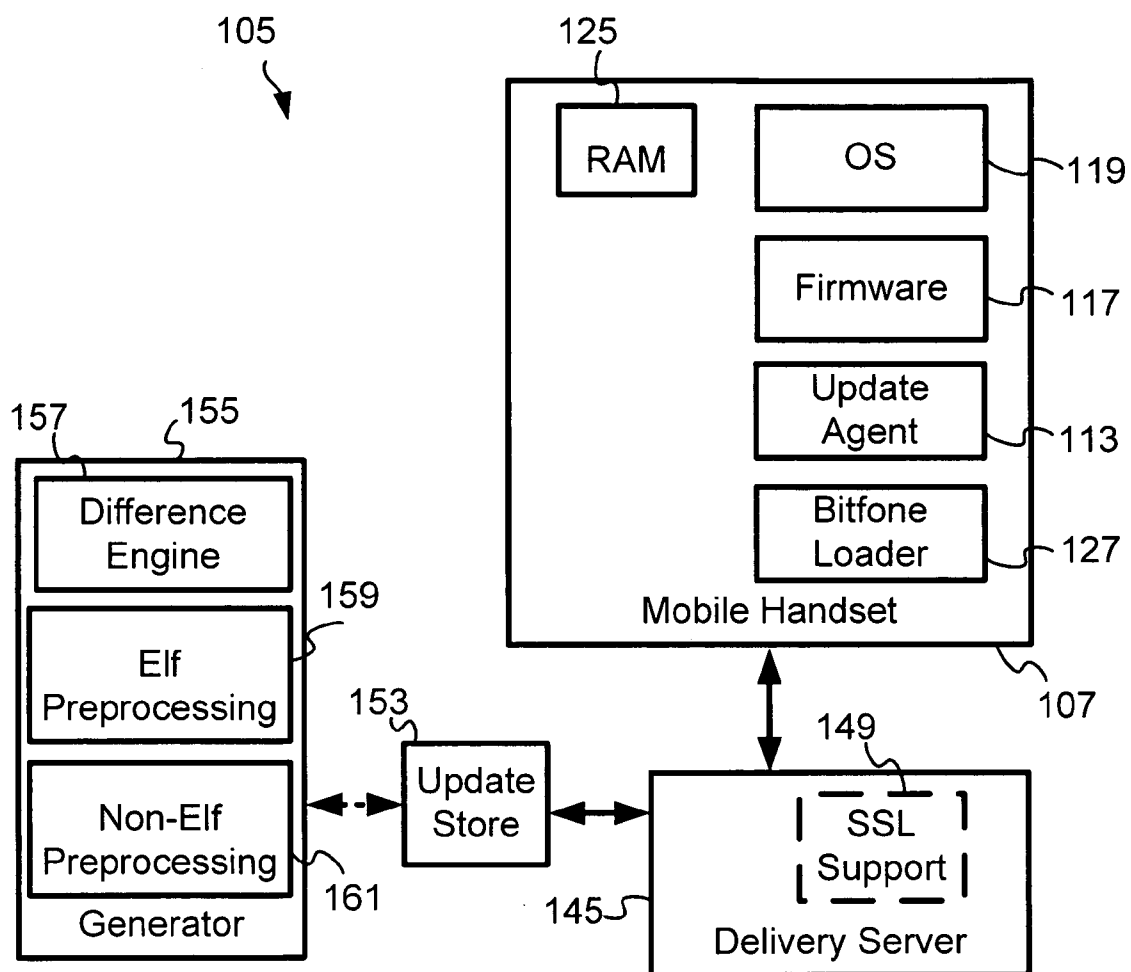 105
125
RAM
OS
119
Firmware
117
Update
Agent
113
Bitfone
Loader
127
Mobile Handset
107
157
155
Difference
Engine
159
Elf
Preprocessing
Non-Elf
Preprocessing
161
Generator
153
Update
Store
149
SSL
Support
145
Delivery Server